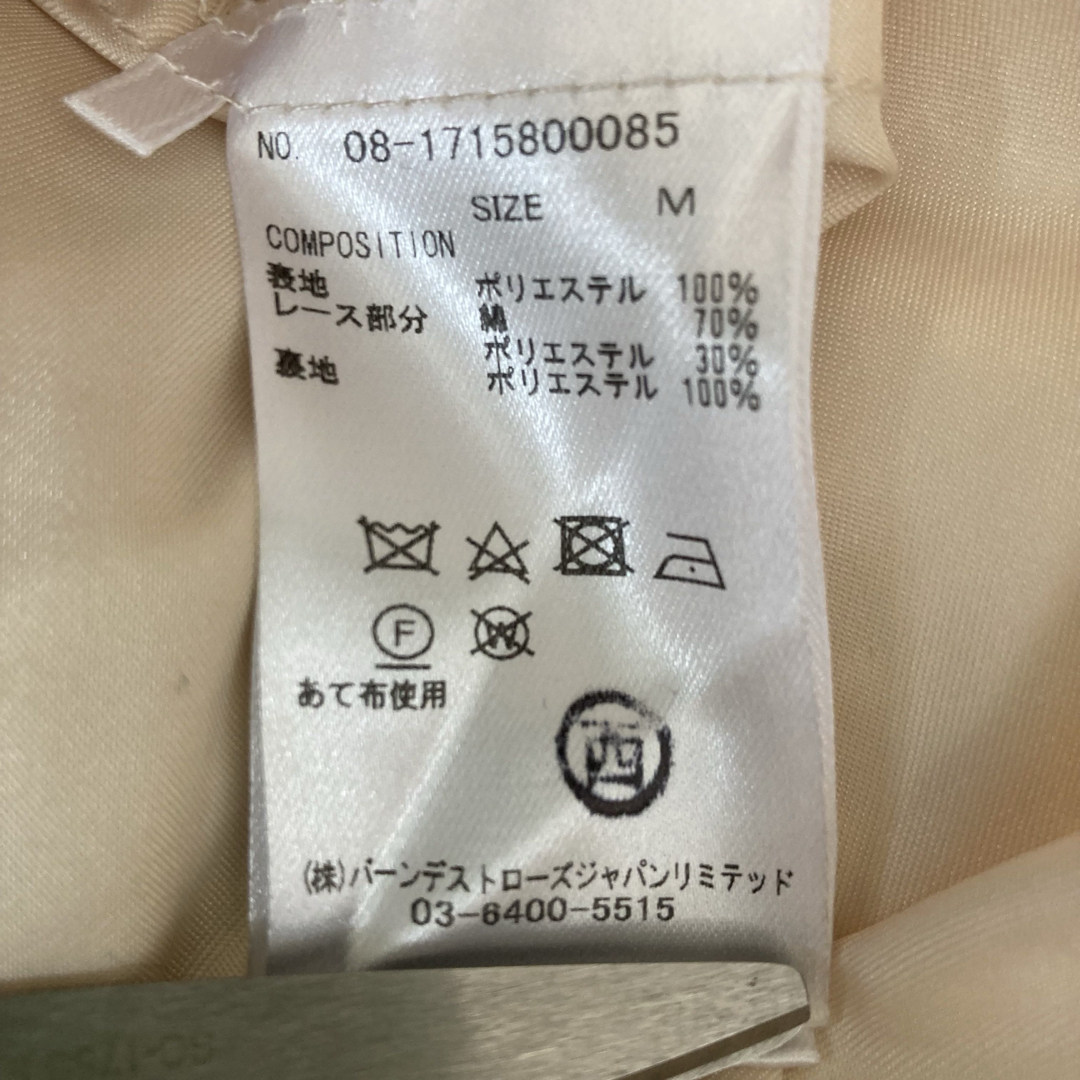 NO. 08-1715800085
SIZE M
COMPOSITION
表地 ポリエステル 100%
レース部分 綿 70%
ポリエステル 30%
裏地 ポリエステル 100%
F W
あて布使用
西
(株)バーンデストローズジャパンリミテッド
03-6400-5515